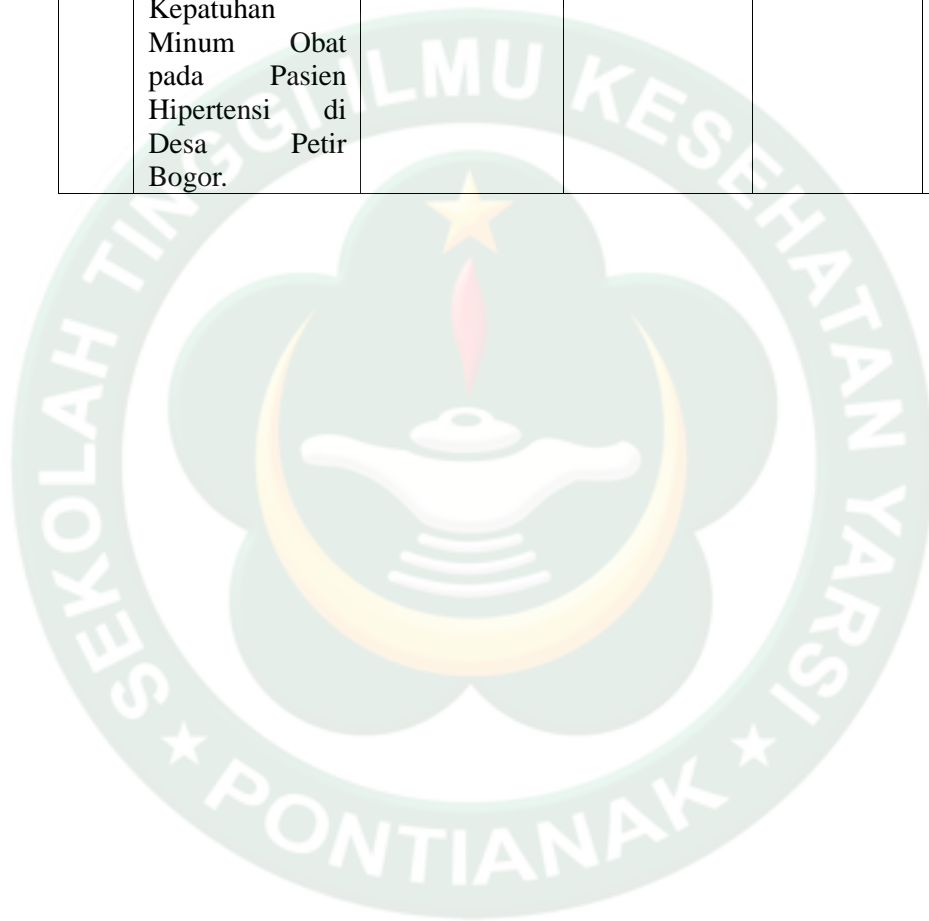 Kepatuhan
Minum Obat
pada Pasien
Hipertensi di
Desa Petir
Bogor.
SEKOLAH TINGGI ILMU KESEHATAN YARSI
★ PONTIANAK ★